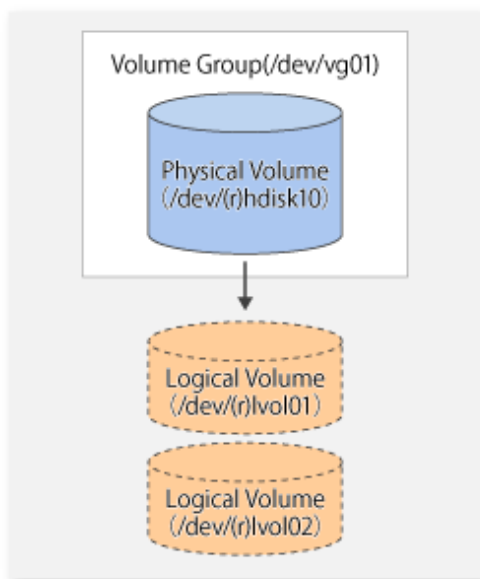 Volume Group(/dev/vg01)
Physical Volume
(/dev/(r)hdisk10)
Logical Volume
(/dev/(r)lvol01)
Logical Volume
(/dev/(r)lvol02)